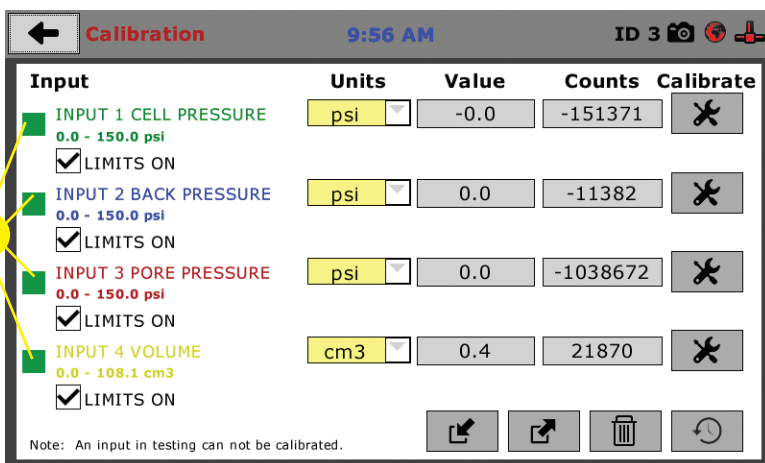 Calibration 9:56 AM ID 3
Input Units Value Counts Calibrate
INPUT 1 CELL PRESSURE psi -0.0 -151371
0.0 - 150.0 psi
LIMITS ON
INPUT 2 BACK PRESSURE psi 0.0 -11382
0.0 - 150.0 psi
LIMITS ON
INPUT 3 PORE PRESSURE psi 0.0 -1038672
0.0 - 150.0 psi
LIMITS ON
INPUT 4 VOLUME cm3 0.4 21870
0.0 - 108.1 cm3
LIMITS ON
Note: An input in testing can not be calibrated.